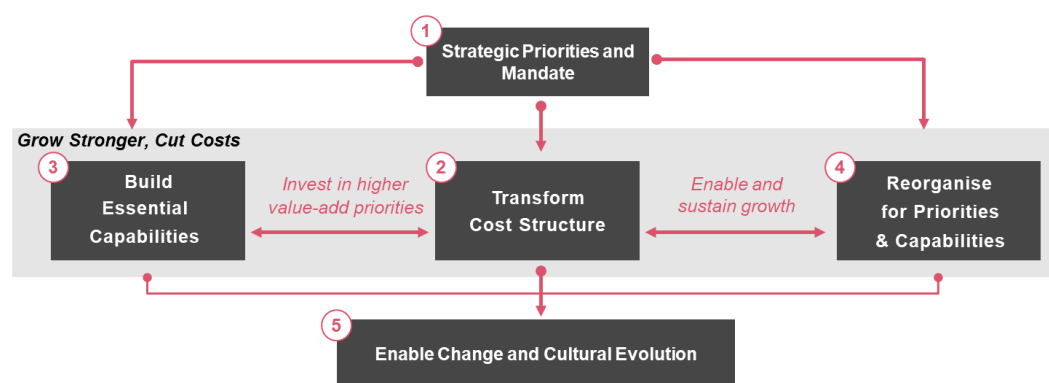 1
Strategic Priorities and
Mandate
Grow Stronger, Cut Costs
3
Build
Essential
Capabilities
Invest in higher
value-add priorities
2
Transform
Cost Structure
Enable and
sustain growth
4
Reorganise
for Priorities
& Capabilities
5
Enable Change and Cultural Evolution